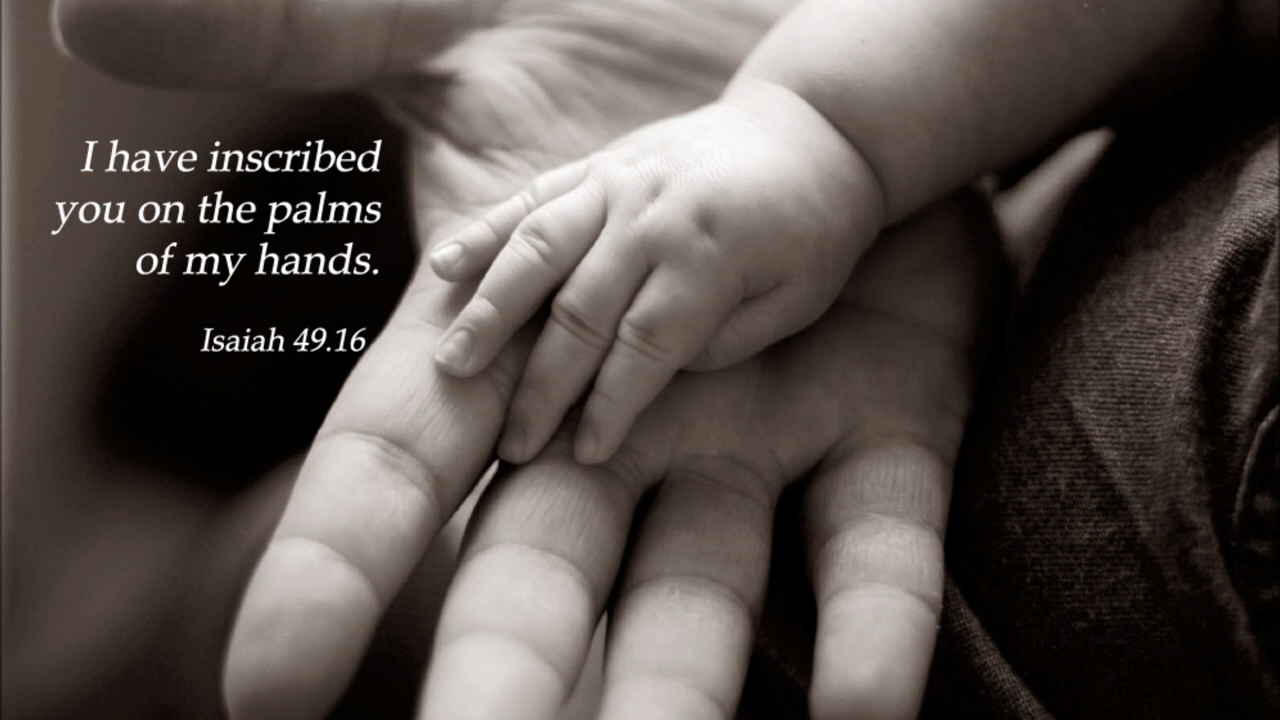 I have inscribed
you on the palms
of my hands.
Isaiah 49.16